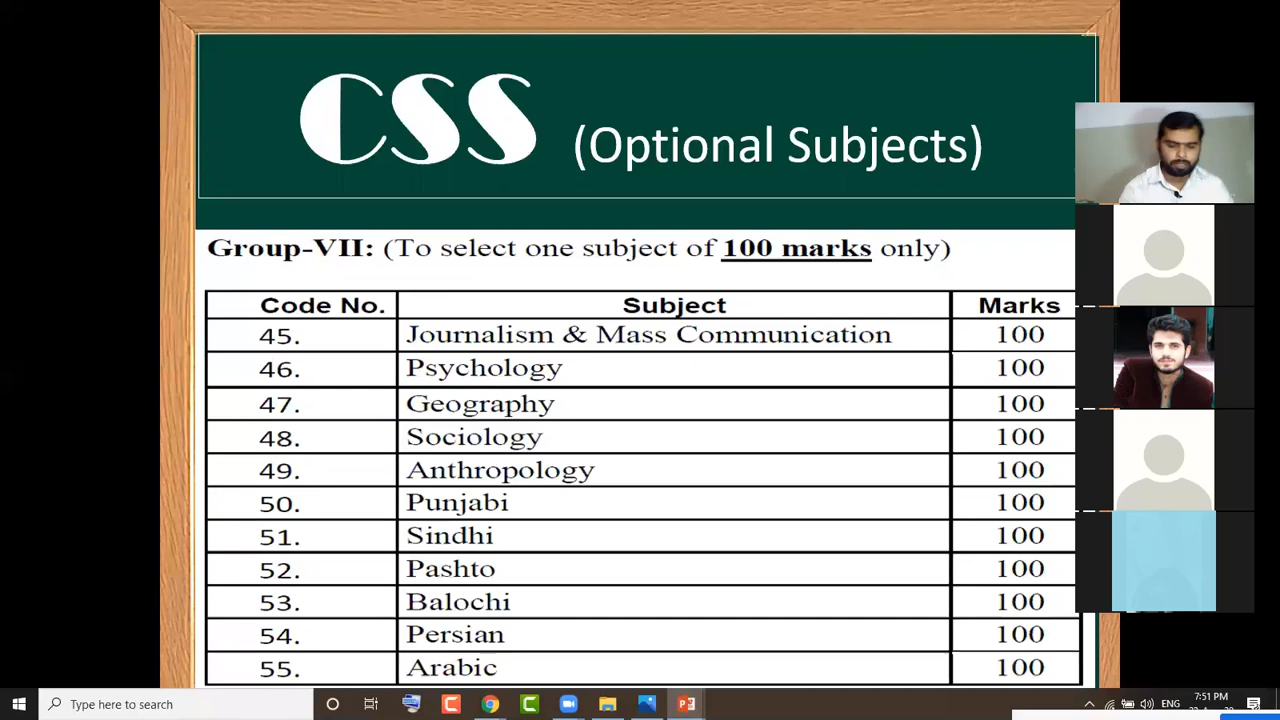 CSS (Optional Subjects)
Group-VII: (To select one subject of 100 marks only)
Code No. Subject Marks
45. Journalism & Mass Communication 100
46. Psychology 100
47. Geography 100
48. Sociology 100
49. Anthropology 100
50. Punjabi 100
51. Sindhi 100
52. Pashto 100
53. Balochi 100
54. Persian 100
55. Arabic 100
Type here to search
ENG
7:51 PM